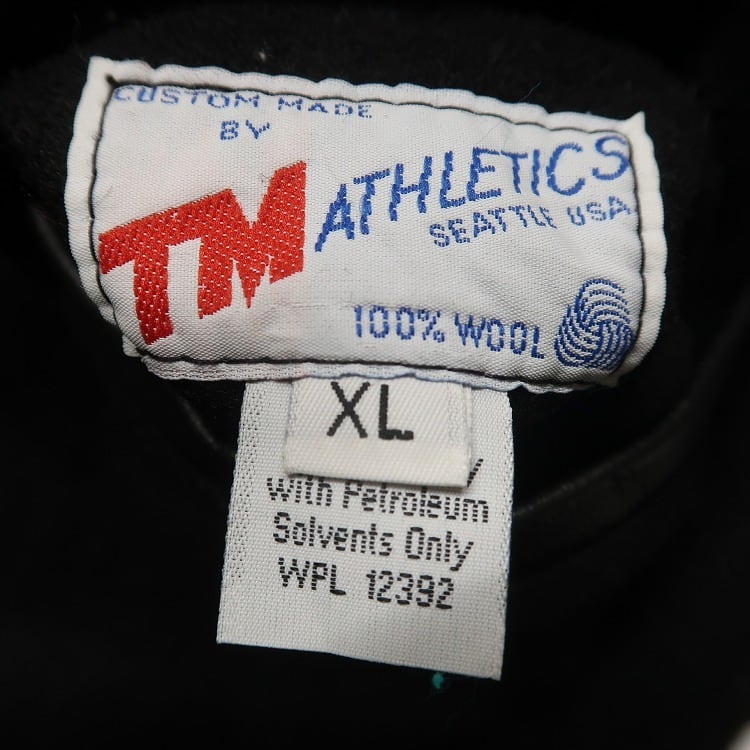 CUSTOM MADE
BY
TM ATHLETICS
SEATTLE USA
100% WOOL
XL
with Petroleum
Solvents Only
WPL 12392